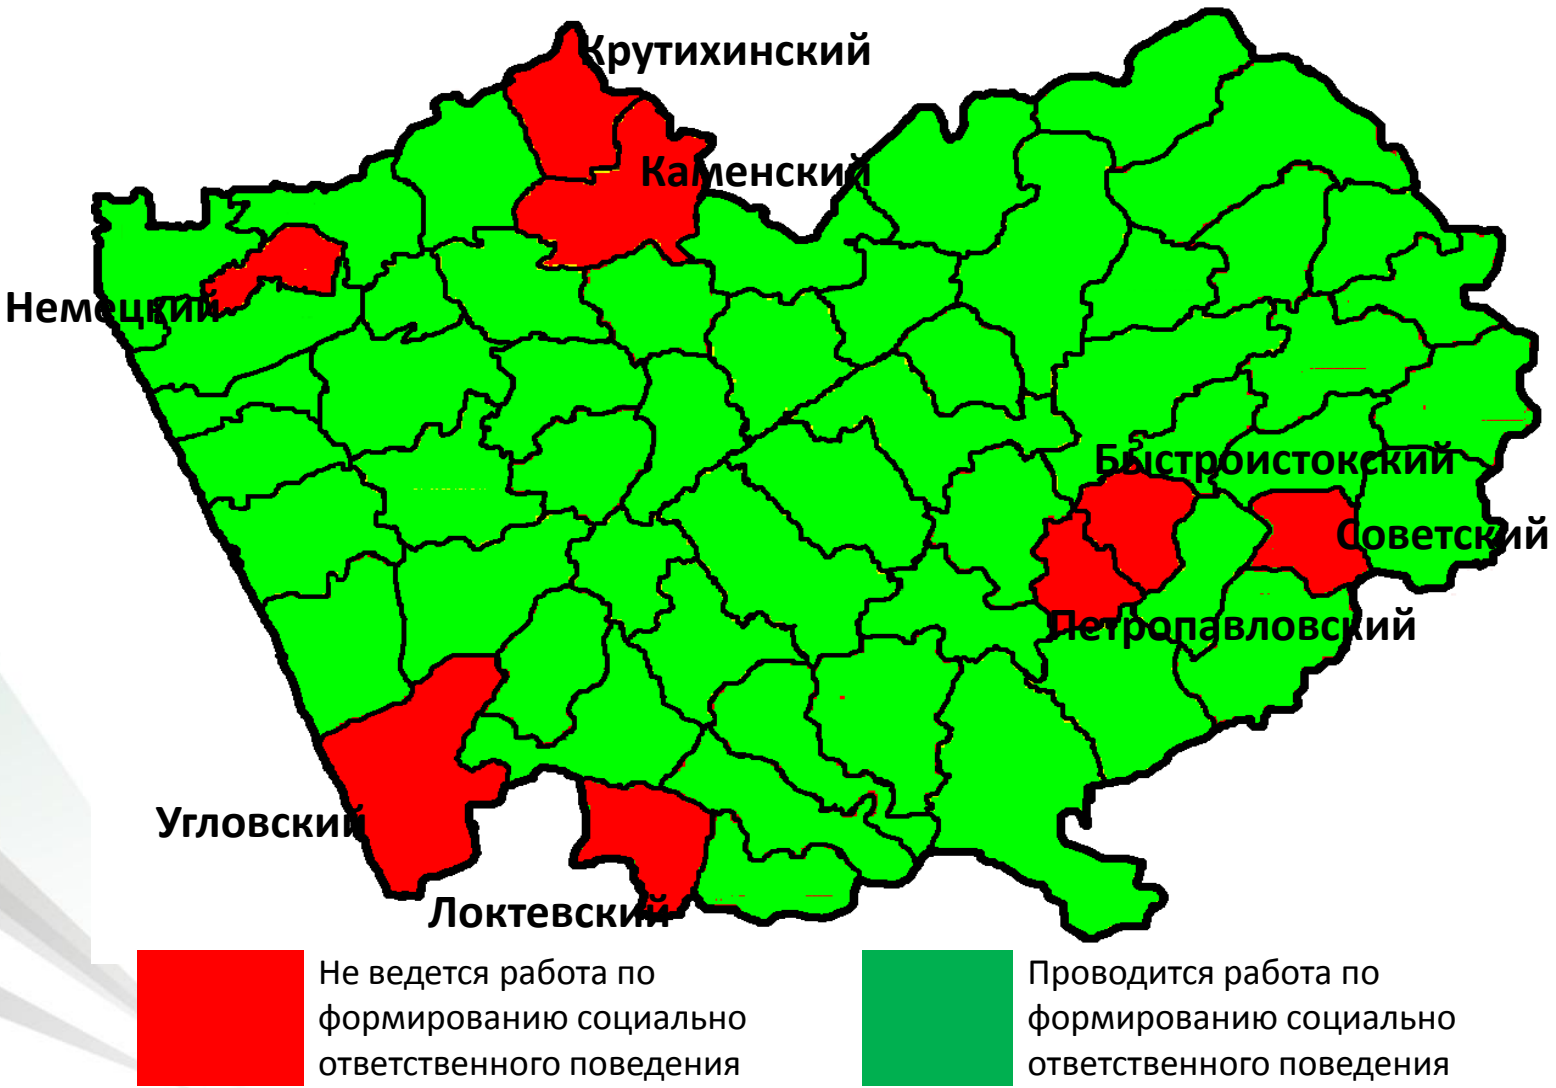 Крутихинский
Каменский
Немецкий
Быстроистокский
Советский
Петропавловский
Угловский
Локтевский
Не ведется работа по
формированию социально
ответственного поведения
Проводится работа по
формированию социально
ответственного поведения